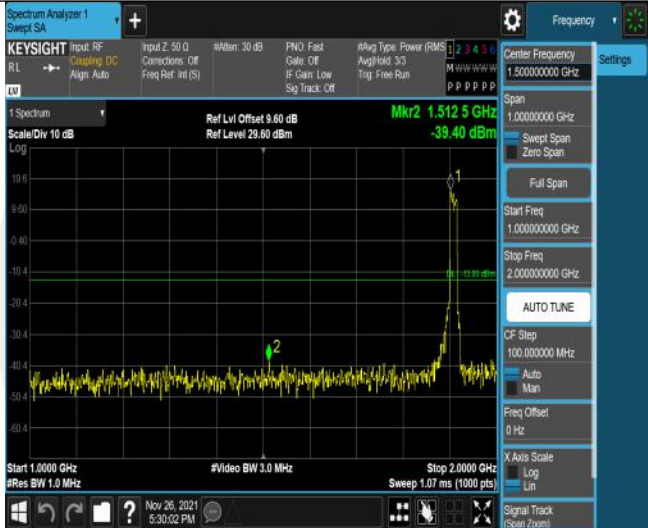 Spectrum Analyzer 1
Swept SA
+
Frequency
KEYSIGHT
RL
LV
Input: RF
Coupling: DC
Align: Auto
Input Z: 50 Ω
Corrections: Off
Freq Ref: Int (S)
#Atten: 30 dB
PNO: Fast
Gate: Off
IF Gain: Low
Sig Track: Off
#Avg Type: Power (RMS
Avg|Hold: 3/3
Trig: Free Run
1 2 3 4 5 6
M W W W W W
P P P P P P
1 Spectrum
Scale/Div 10 dB
Log
Ref Lvl Offset 9.60 dB
Ref Level 29.60 dBm
Mkr2 1.512 5 GHz
-39.40 dBm
19.6
9.60
-0.40
-10.4
-20.4
-30.4
-40.4
-50.4
-60.4
1
2
DL1 -13.00 dBm
Start 1.0000 GHz
#Res BW 1.0 MHz
#Video BW 3.0 MHz
Stop 2.0000 GHz
Sweep 1.07 ms (1000 pts)
Center Frequency
1.500000000 GHz
Span
1.00000000 GHz
Swept Span
Zero Span
Full Span
Start Freq
1.000000000 GHz
Stop Freq
2.000000000 GHz
AUTO TUNE
CF Step
100.000000 MHz
Auto
Man
Freq Offset
0 Hz
X Axis Scale
Log
Lin
Signal Track
(Span Zoom)
Settings
?
Nov 26, 2021
5:30:02 PM